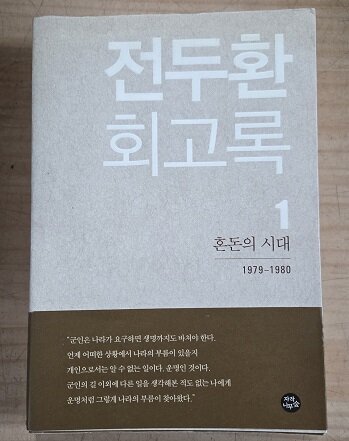 전두환
회고록
1
혼돈의 시대
1979-1980
"군인은 나라가 요구하면 생명까지도 바쳐야 한다.
언제 어떠한 상황에서 나라의 부름이 있을지
개인으로서는 알 수 없는 일이다. 운명인 것이다.
군인의 길 이외에 다른 일을 생각해본 적도 없는 나에게
운명처럼 그렇게 나라의 부름이 찾아왔다."
자작
나무숲